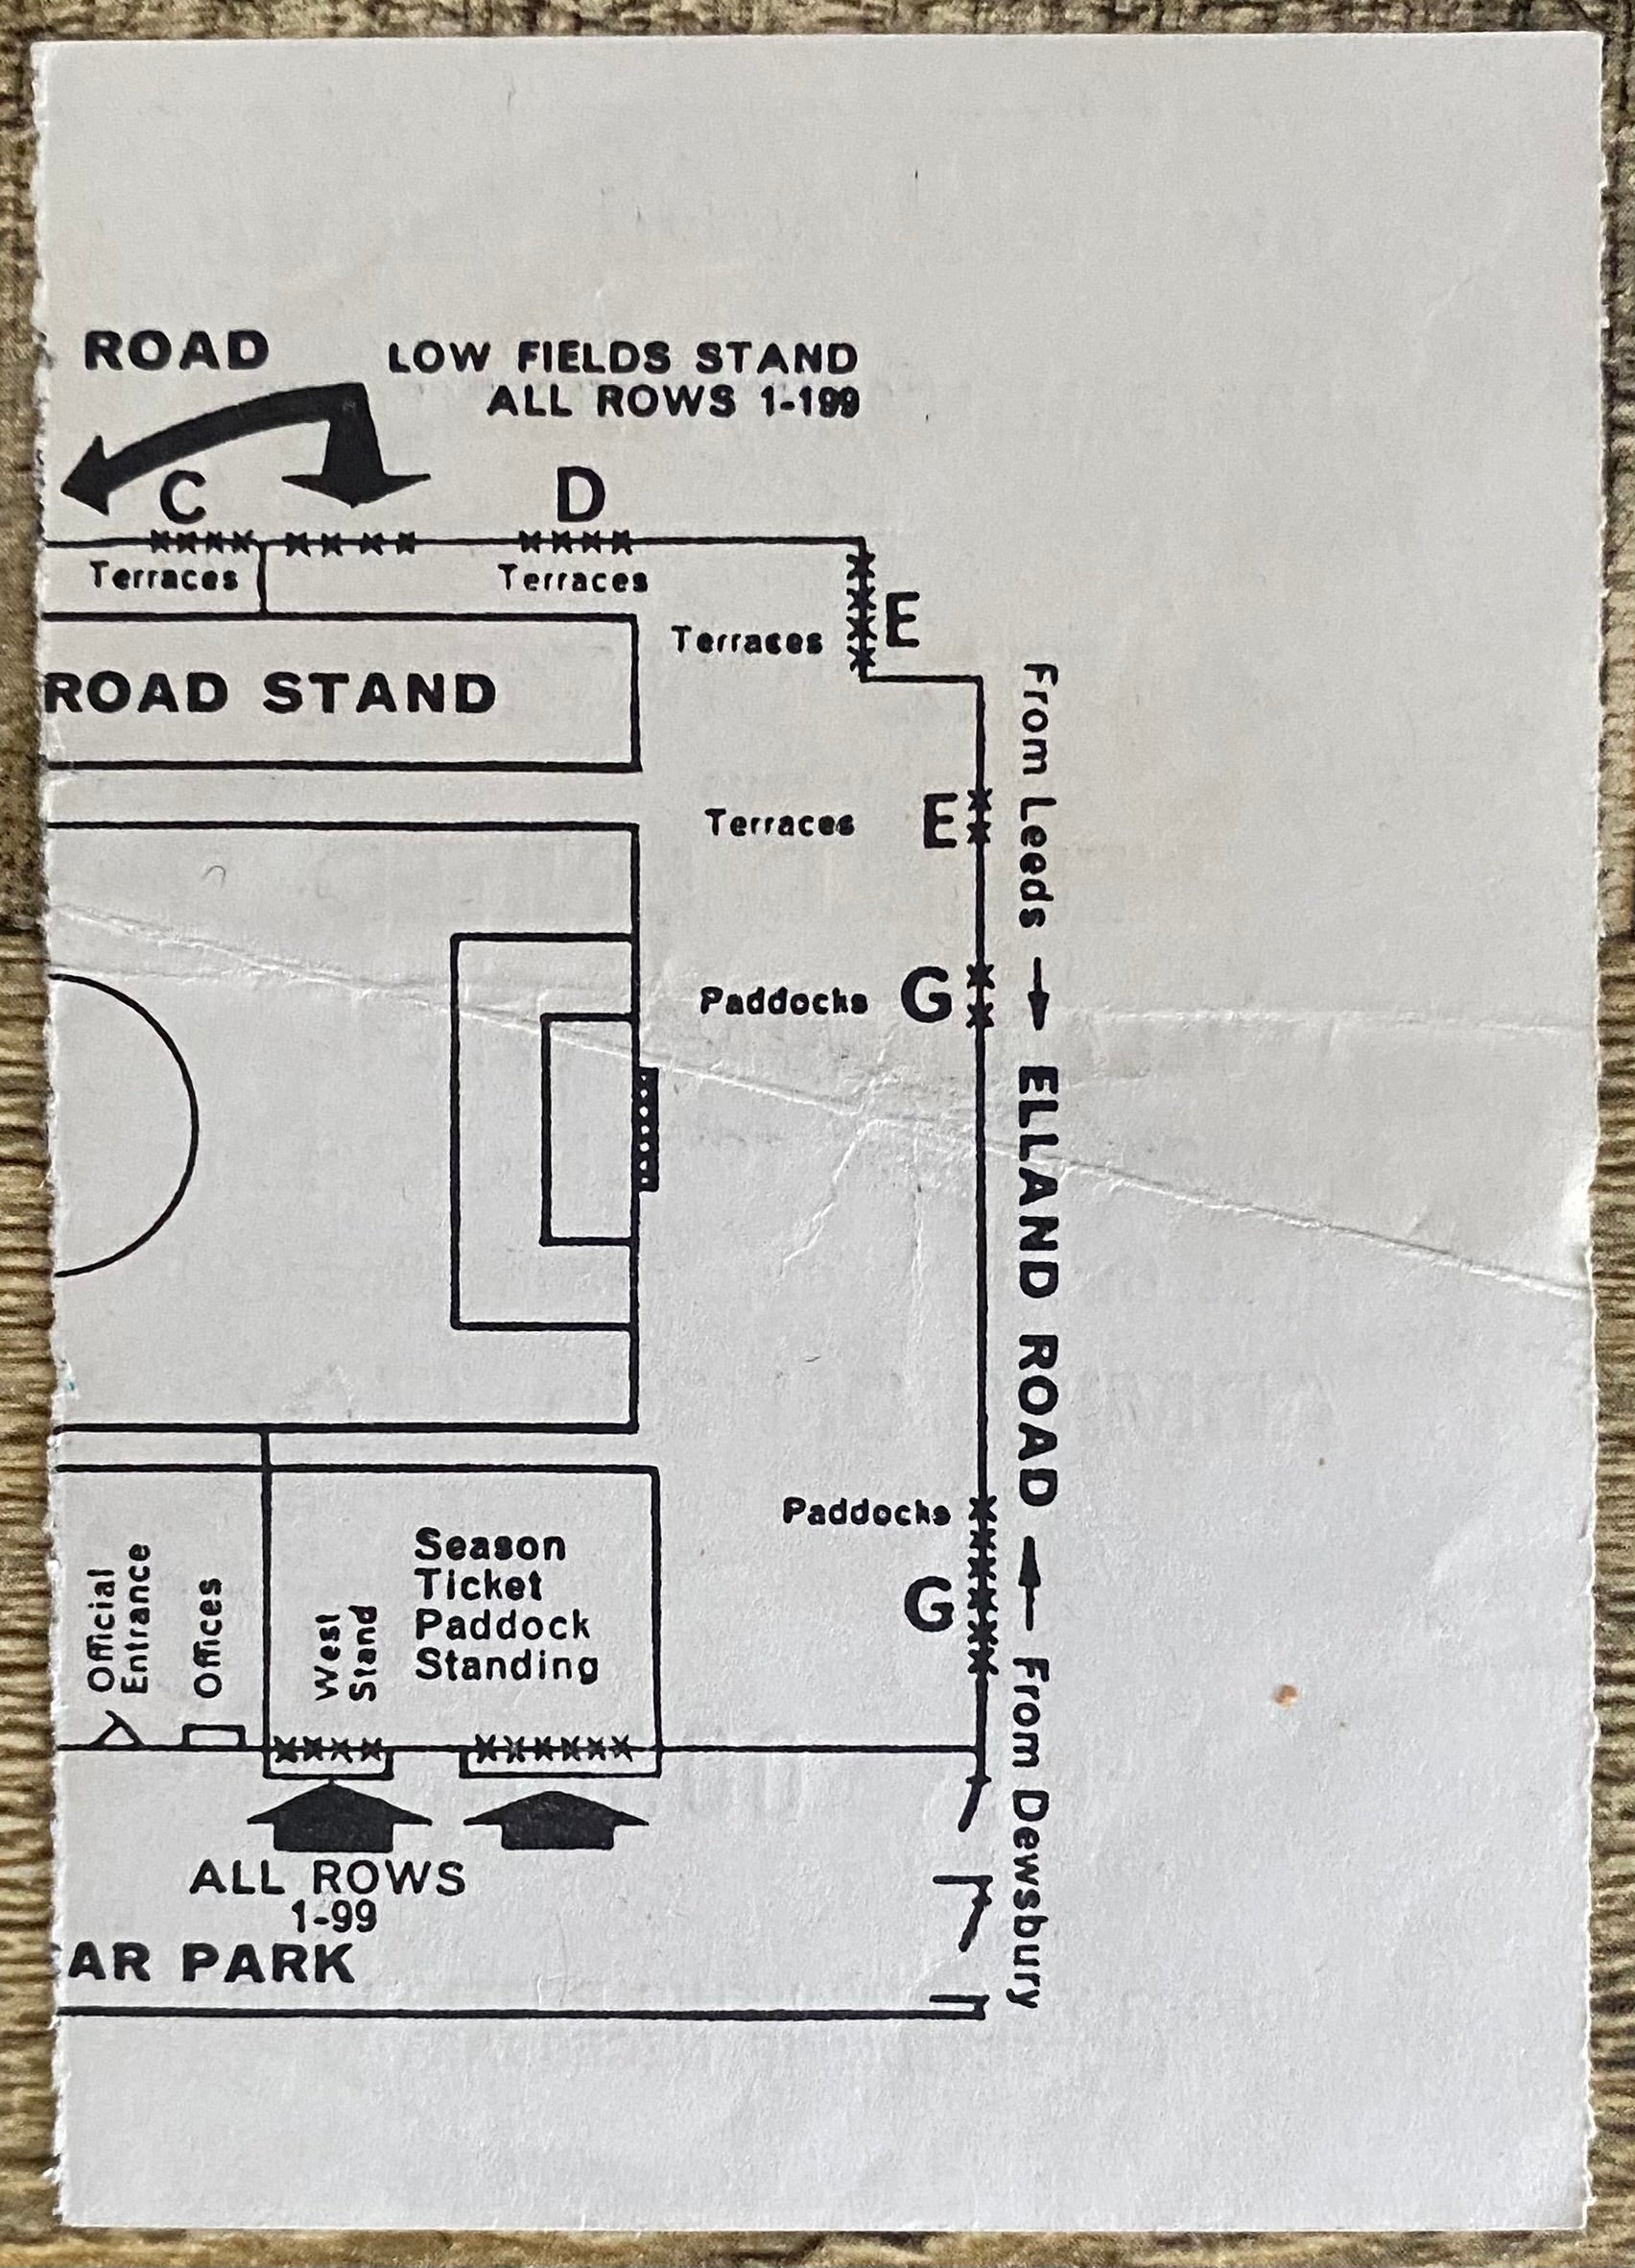 ROAD
LOW FIELDS STAND
ALL ROWS 1-199
C
D
Terraces
Terraces
E
Terraces
ROAD STAND
Terraces
E
Paddocks
G
From Leeds
ELLAND ROAD
From Dewsbury
Paddocks
G
Official
Entrance
Offices
West
Stand
Season
Ticket
Paddock
Standing
ALL ROWS
1-99
AR PARK